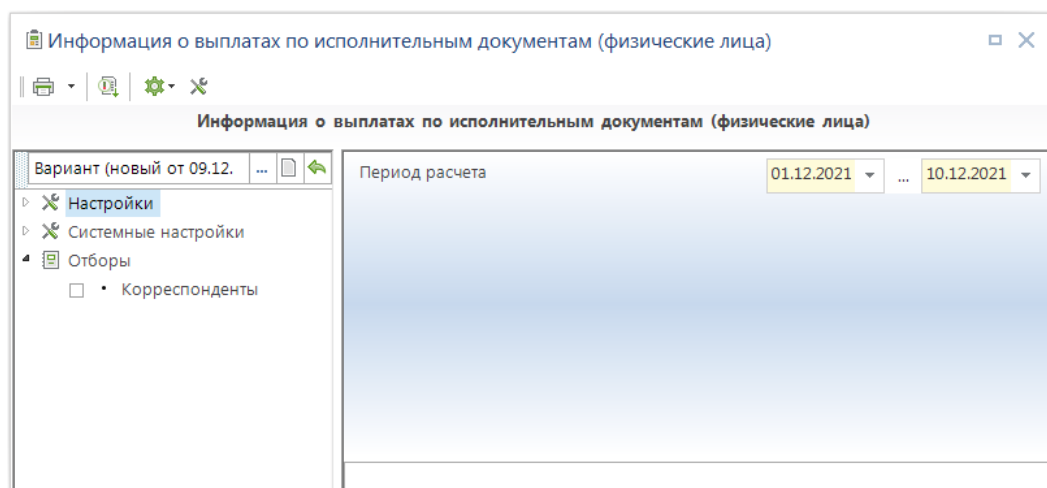 Информация о выплатах по исполнительным документам (физические лица)
Информация о выплатах по исполнительным документам (физические лица)
Вариант (новый от 09.12. ...
Настройки
Системные настройки
Отборы
Корреспонденты
Период расчета 01.12.2021 ... 10.12.2021